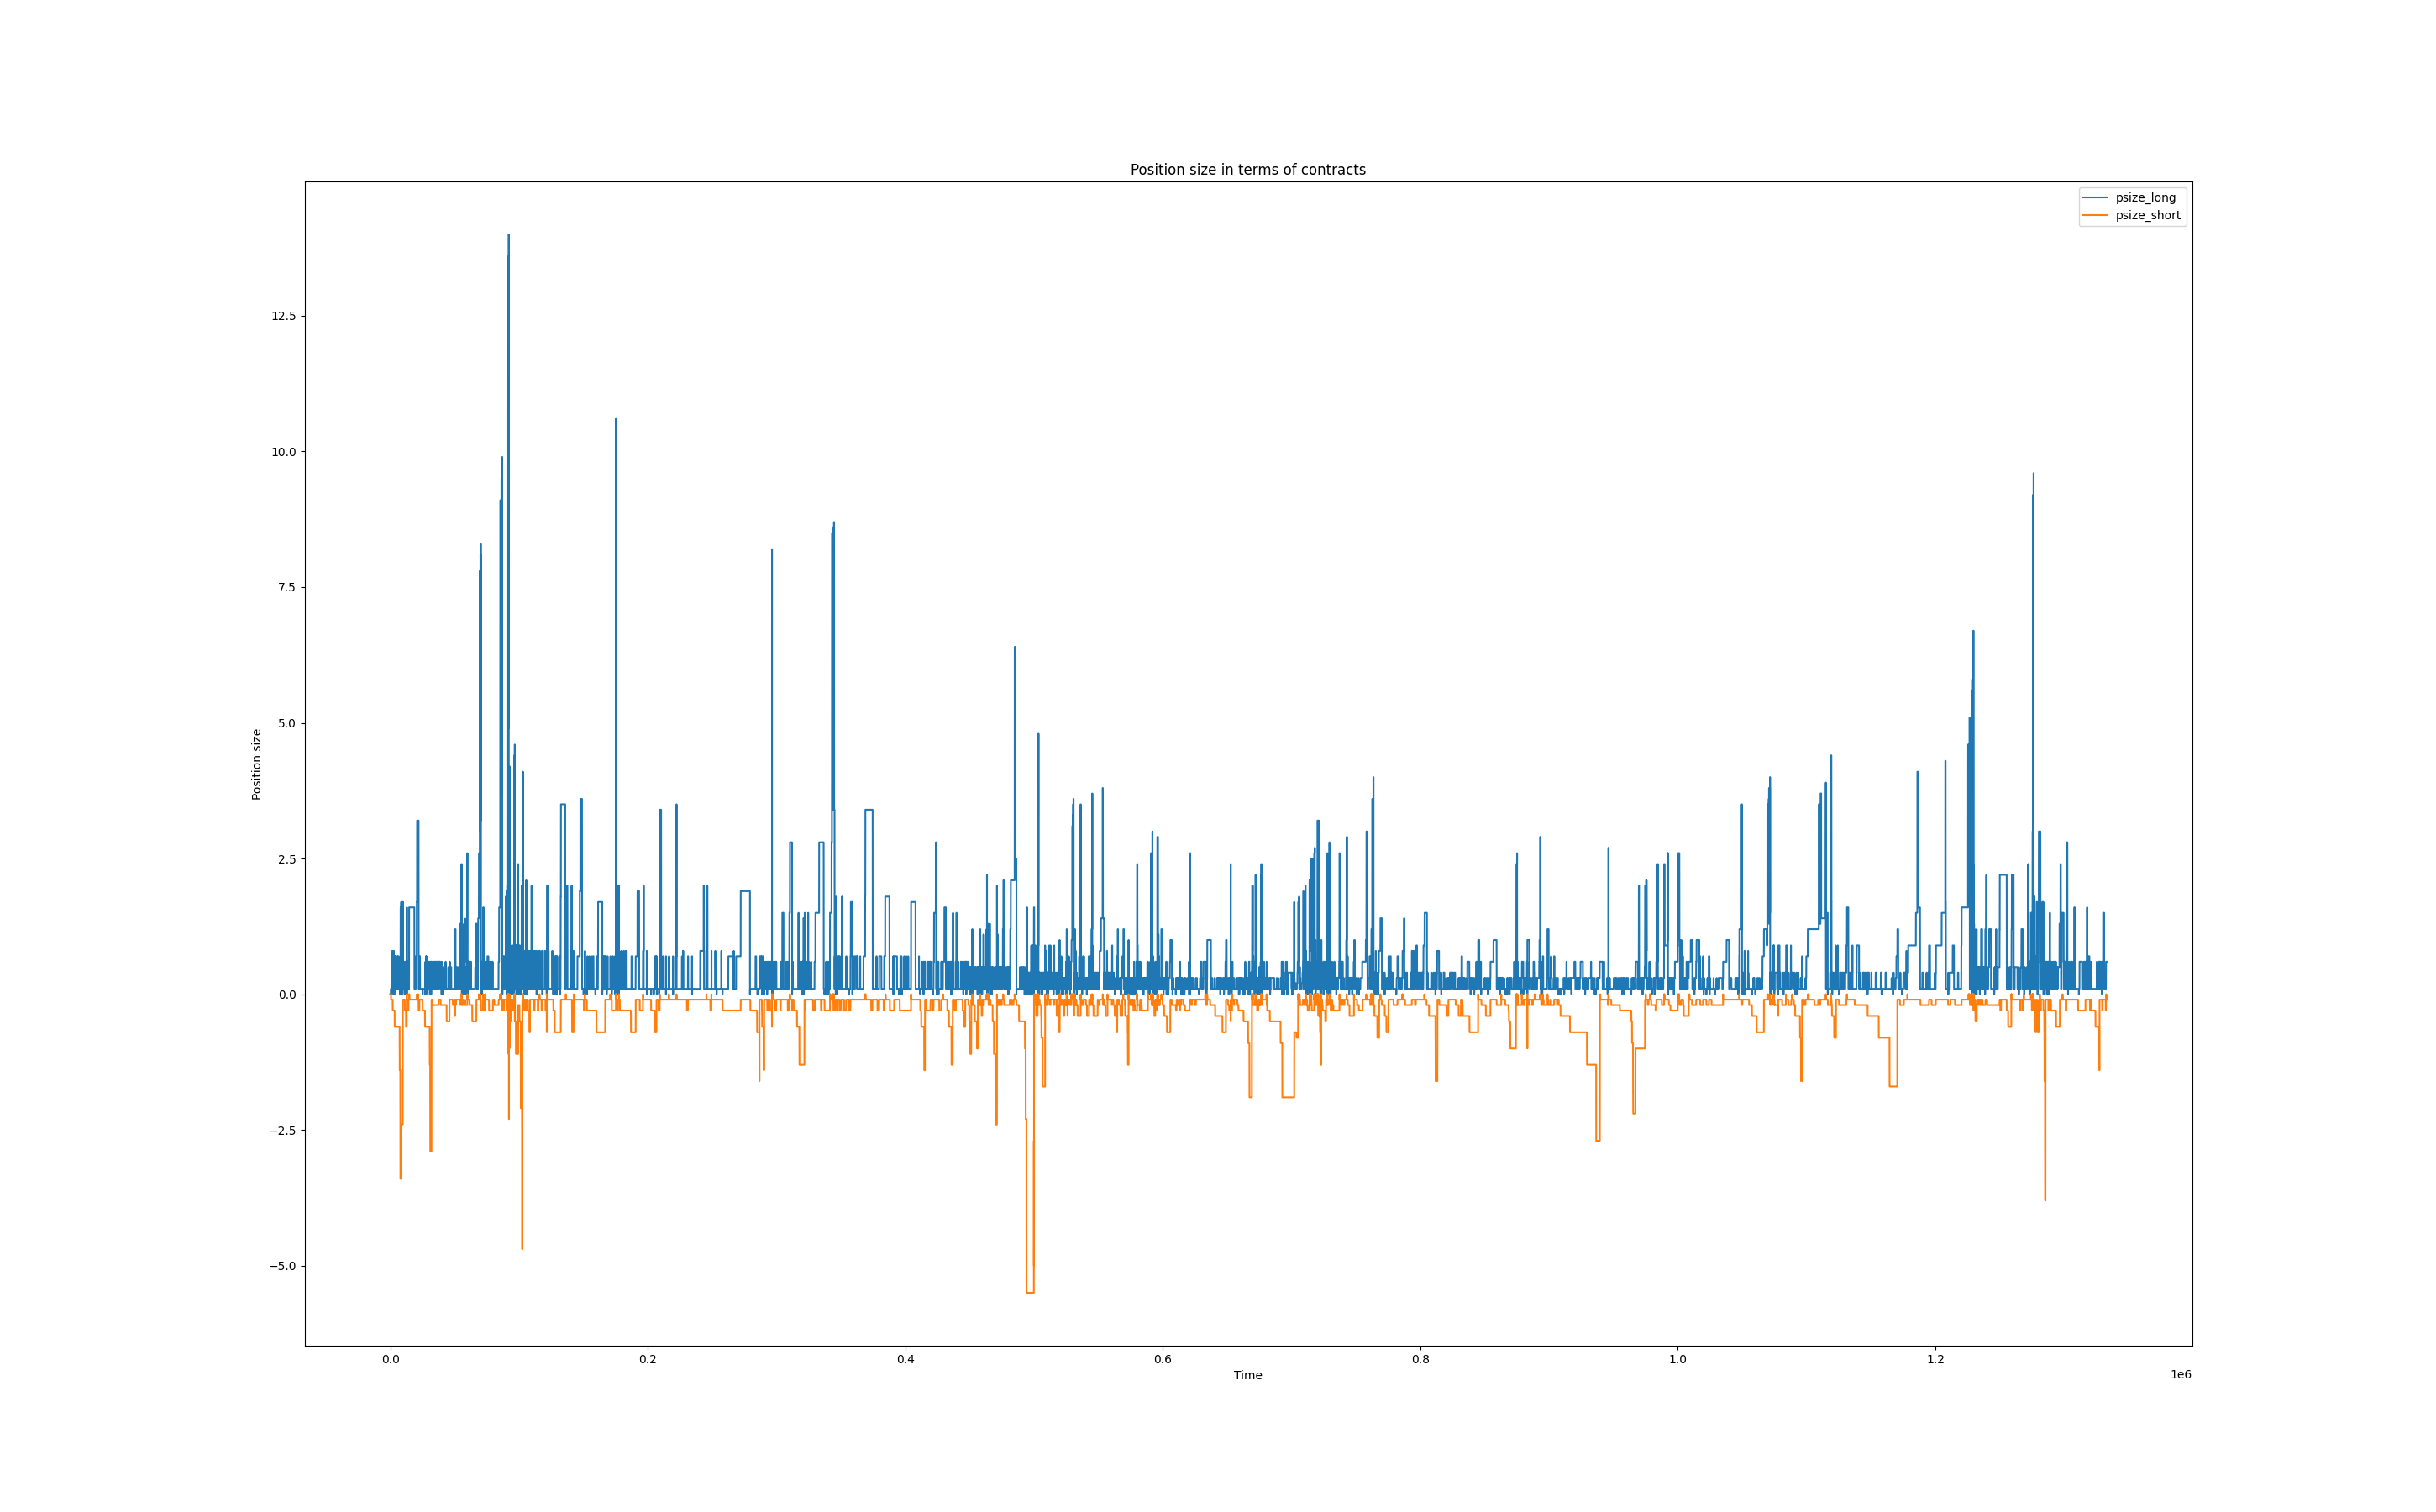 Position size in terms of contracts
psize_long
psize_short
Position size
12.5
10.0
7.5
5.0
2.5
0.0
−2.5
−5.0
0.0 0.2 0.4 0.6 0.8 1.0 1.2
Time
1e6